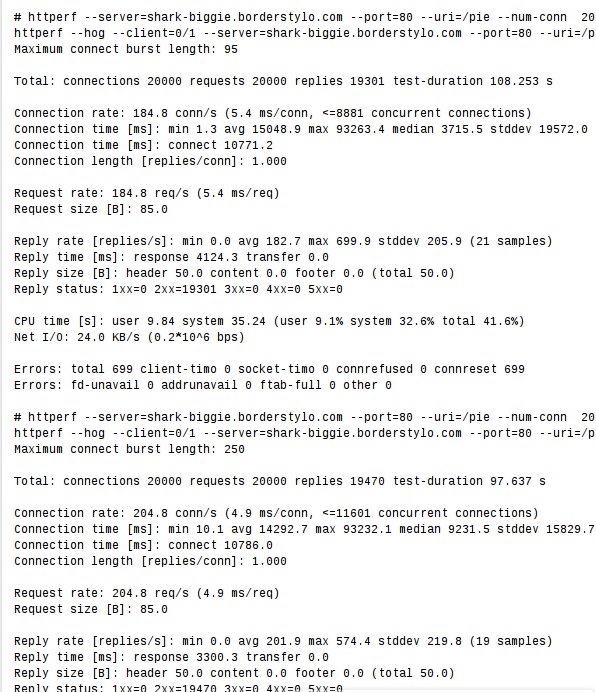 # httperf --server=shark-biggie.borderstylo.com --port=80 --uri=/pie --num-conn  20
httperf --hog --client=0/1 --server=shark-biggie.borderstylo.com --port=80 --uri=/p
Maximum connect burst length: 95
Total: connections 20000 requests 20000 replies 19301 test-duration 108.253 s
Connection rate: 184.8 conn/s (5.4 ms/conn, <=8881 concurrent connections)
Connection time [ms]: min 1.3 avg 15048.9 max 93263.4 median 3715.5 stddev 19572.0
Connection time [ms]: connect 10771.2
Connection length [replies/conn]: 1.000
Request rate: 184.8 req/s (5.4 ms/req)
Request size [B]: 85.0
Reply rate [replies/s]: min 0.0 avg 182.7 max 699.9 stddev 205.9 (21 samples)
Reply time [ms]: response 4124.3 transfer 0.0
Reply size [B]: header 50.0 content 0.0 footer 0.0 (total 50.0)
Reply status: 1xx=0 2xx=19301 3xx=0 4xx=0 5xx=0
CPU time [s]: user 9.84 system 35.24 (user 9.1% system 32.6% total 41.6%)
Net I/O: 24.0 KB/s (0.2*10^6 bps)
Errors: total 699 client-timo 0 socket-timo 0 connrefused 0 connreset 699
Errors: fd-unavail 0 addrunavail 0 ftab-full 0 other 0
# httperf --server=shark-biggie.borderstylo.com --port=80 --uri=/pie --num-conn  20
httperf --hog --client=0/1 --server=shark-biggie.borderstylo.com --port=80 --uri=/p
Maximum connect burst length: 250
Total: connections 20000 requests 20000 replies 19470 test-duration 97.637 s
Connection rate: 204.8 conn/s (4.9 ms/conn, <=11601 concurrent connections)
Connection time [ms]: min 10.1 avg 14292.7 max 93232.1 median 9231.5 stddev 15829.7
Connection time [ms]: connect 10786.0
Connection length [replies/conn]: 1.000
Request rate: 204.8 req/s (4.9 ms/req)
Request size [B]: 85.0
Reply rate [replies/s]: min 0.0 avg 201.9 max 574.4 stddev 219.8 (19 samples)
Reply time [ms]: response 3300.3 transfer 0.0
Reply size [B]: header 50.0 content 0.0 footer 0.0 (total 50.0)
Reply status: 1xx=0 2xx=19470 3xx=0 4xx=0 5xx=0